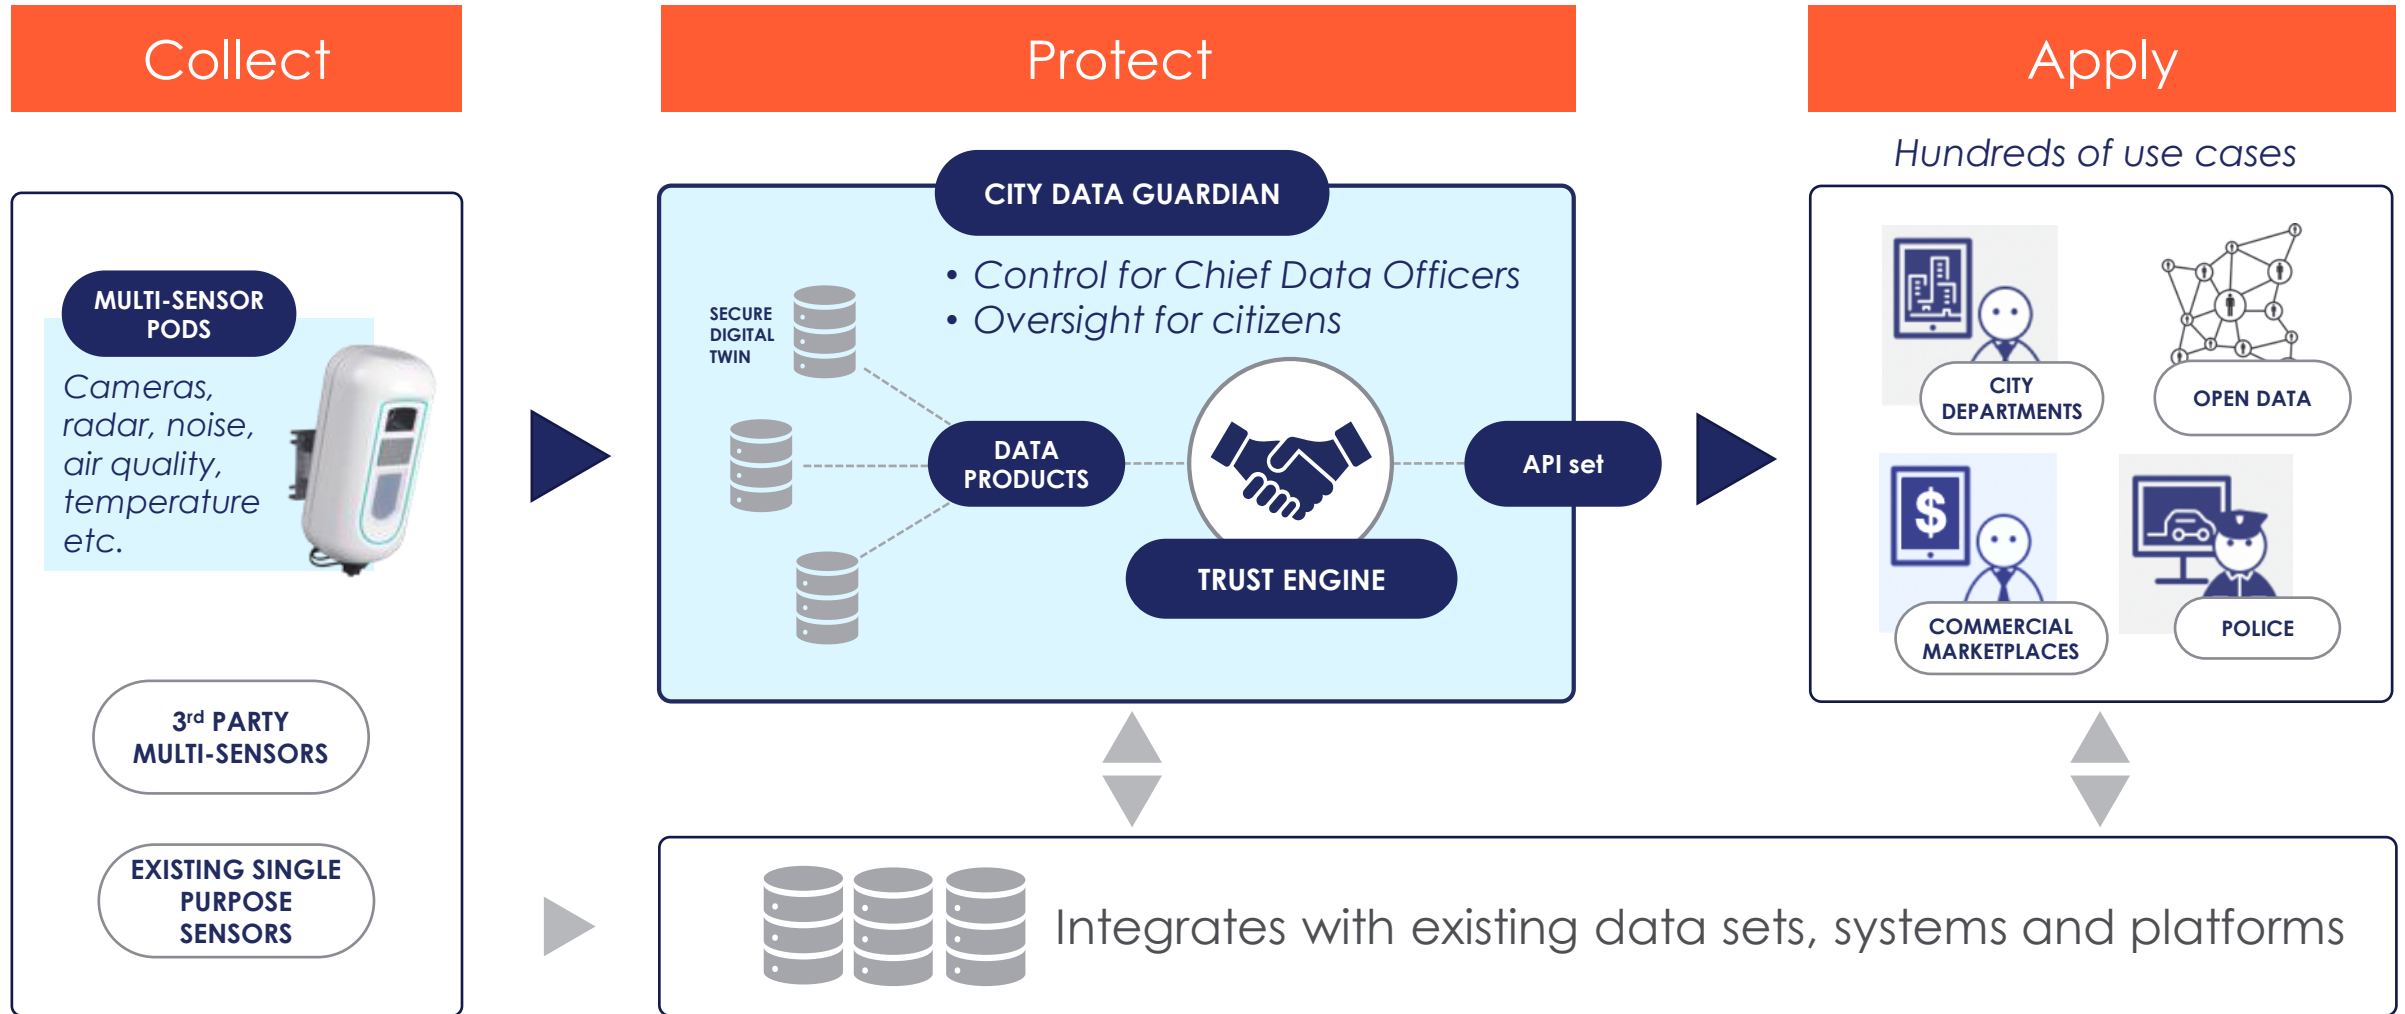 Collect
Protect
Apply
MULTI-SENSOR
PODS
Cameras,
radar, noise,
air quality,
temperature
etc.
3rd PARTY
MULTI-SENSORS
EXISTING SINGLE
PURPOSE
SENSORS
CITY DATA GUARDIAN
• Control for Chief Data Officers
• Oversight for citizens
SECURE
DIGITAL
TWIN
DATA
PRODUCTS
TRUST ENGINE
API set
Hundreds of use cases
CITY
DEPARTMENTS
OPEN DATA
$
COMMERCIAL
MARKETPLACES
POLICE
Integrates with existing data sets, systems and platforms